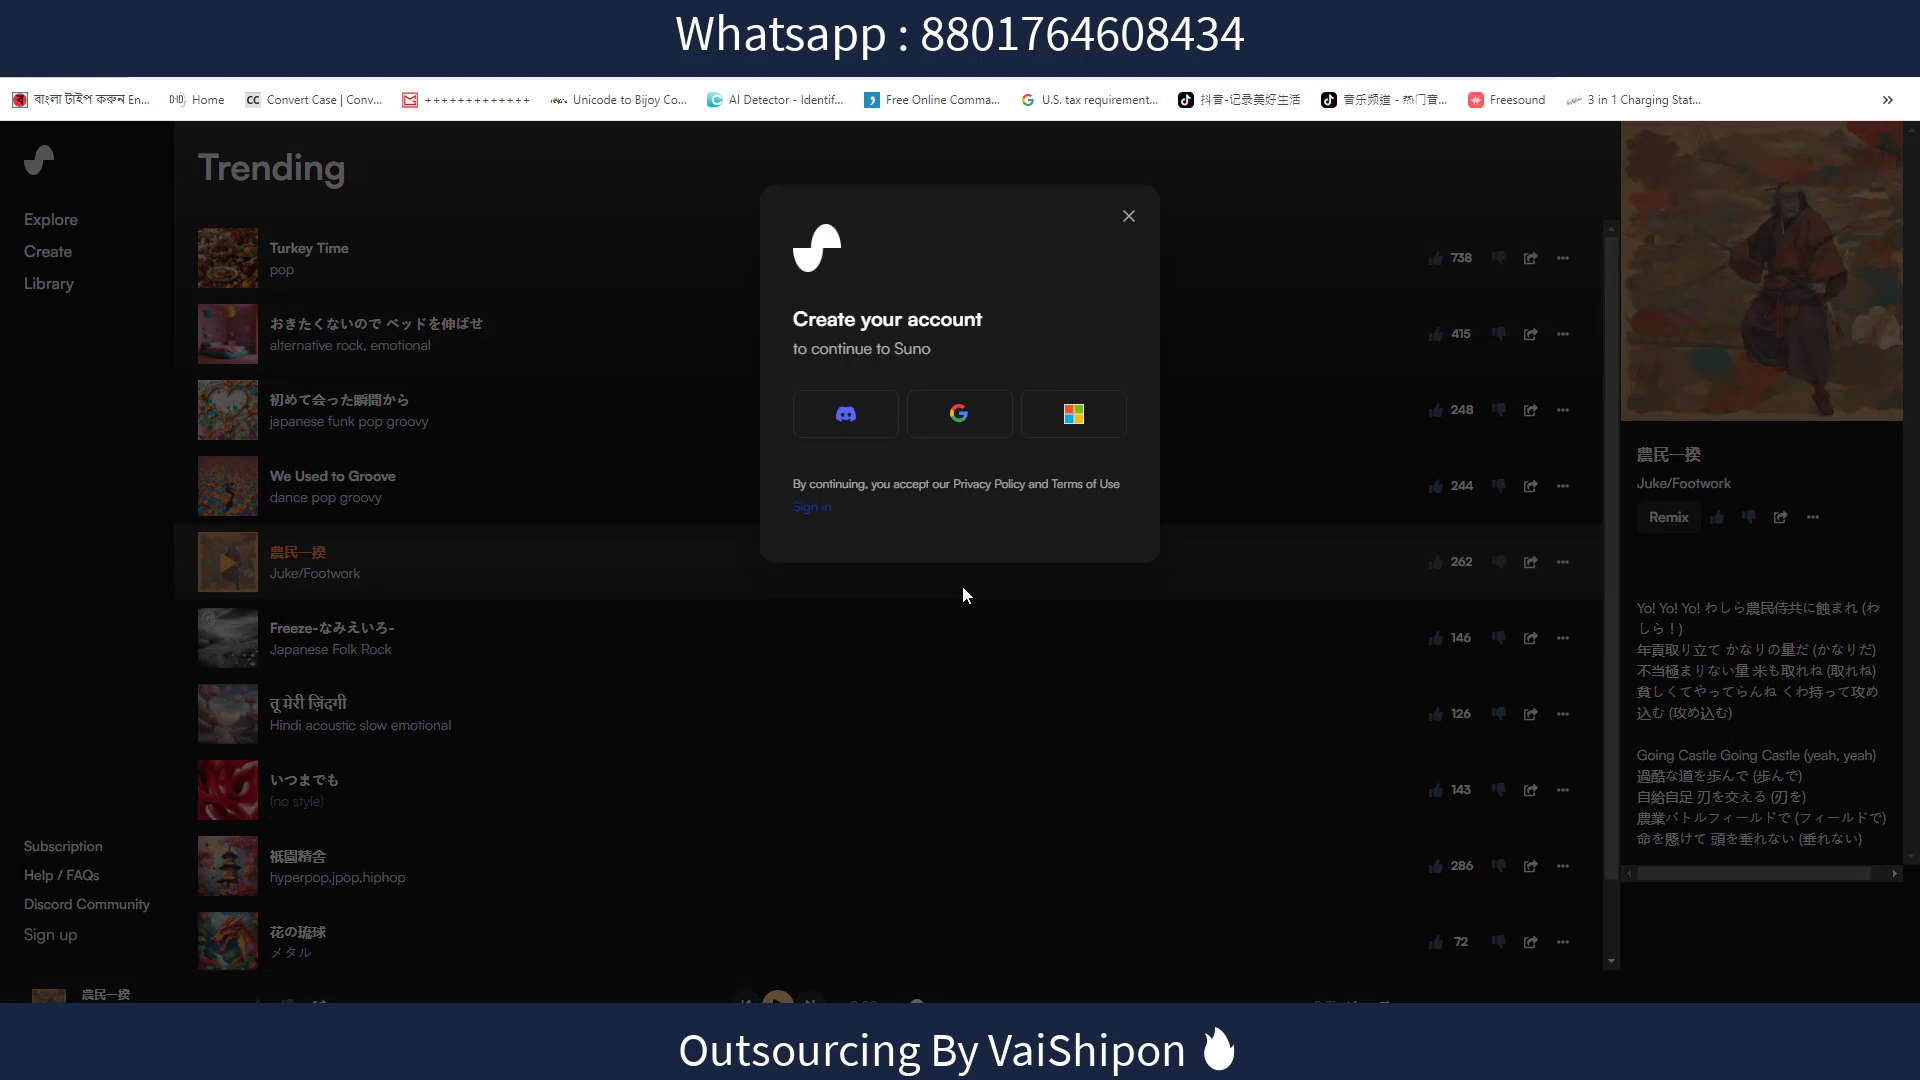 Whatsapp : 8801764608434
বাংলা টাইপ করুন En...
Home
CC Convert Case | Conv...
+++++++++++++
Unicode to Bijoy Co...
AI Detector - Identif...
Free Online Comma...
U.S. tax requirement...
抖音-记录美好生活
音乐频道 - 热门音...
Freesound
3 in 1 Charging Stat...
Explore
Create
Library
Subscription
Help / FAQs
Discord Community
Sign up
Trending
Turkey Time
pop
738
おきたくないので ベッドを伸ばせ
alternative rock, emotional
415
初めて会った瞬間から
japanese funk pop groovy
248
We Used to Groove
dance pop groovy
244
農民一揆
Juke/Footwork
262
Freeze-なみえいろ-
Japanese Folk Rock
146
तू मेरी ज़िंदगी
Hindi acoustic slow emotional
126
いつまでも
(no style)
143
祇園精舎
hyperpop,jpop,hiphop
286
花の琉球
メタル
72
Create your account
to continue to Suno
By continuing, you accept our Privacy Policy and Terms of Use
Sign in
農民一揆
Juke/Footwork
Remix
Yo! Yo! Yo! わしら農民侍共に蝕まれ (わ
しら！)
年貢取り立て かなりの量だ (かなりだ)
不当極まりない量 米も取れね (取れね)
貧しくてやってらんね くわ持って攻め
込む (攻め込む)
Going Castle Going Castle (yeah, yeah)
過酷な道を歩んで (歩んで)
自給自足 刃を交える (刃を)
農業バトルフィールドで (フィールドで)
命を懸けて 頭を垂れない (垂れない)
農民一揆
Outsourcing By VaiShipon